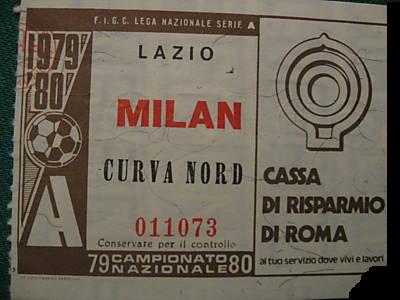 F.I.G.C. LEGA NAZIONALE SERIE A
1979
'80
A
LAZIO
MILAN
CURVA NORD
011073
Conservare per il controllo
79 CAMPIONATO NAZIONALE 80
CASSA
DI RISPARMIO
DI ROMA
al tuo servizio dove vivi e lavori